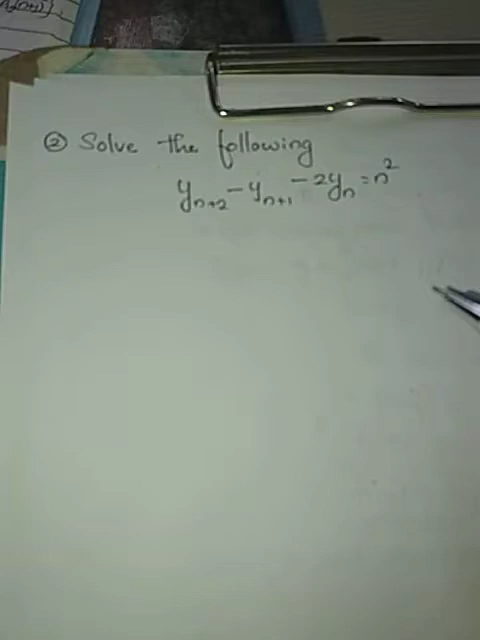 ② Solve the following
yₙ₊₂ - yₙ₊₁ - 2yₙ = n²